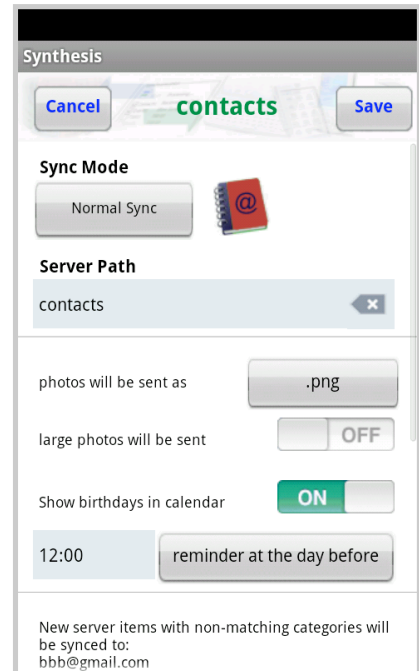 Synthesis
Cancel contacts Save
Sync Mode
Normal Sync
@
Server Path
contacts
photos will be sent as .png
large photos will be sent OFF
Show birthdays in calendar ON
12:00 reminder at the day before
New server items with non-matching categories will
be synced to:
bbb@gmail.com